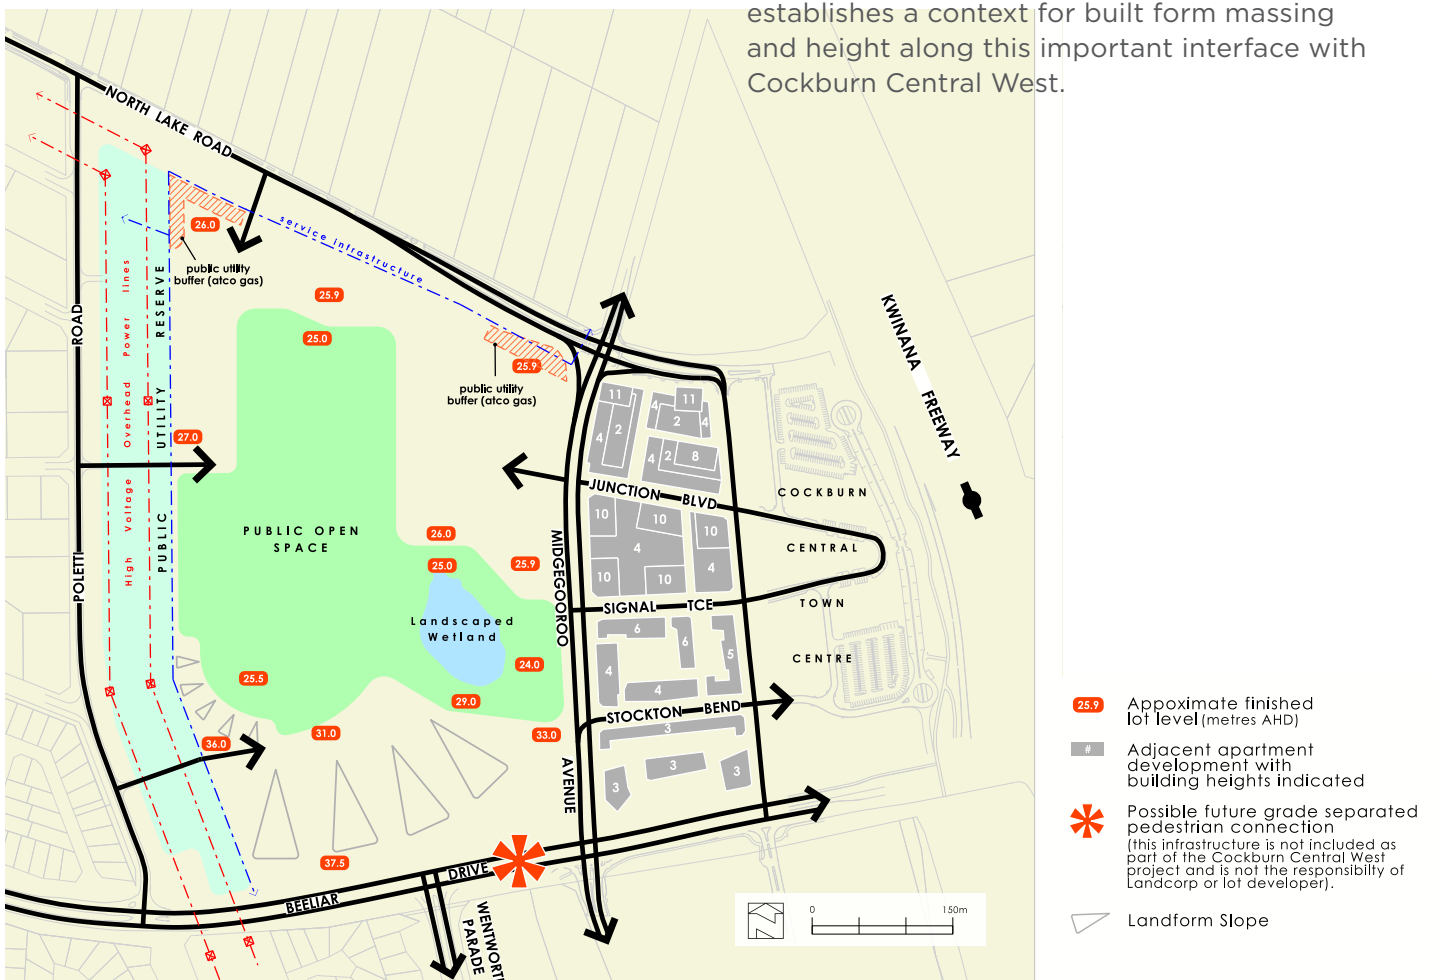 establishes a context for built form massing
and height along this important interface with
Cockburn Central West.
NORTH LAKE ROAD
26.0
public utility
buffer (atco gas)
service infrastructure
25.9
25.0
public utility
buffer (atco gas)
25.9
ROAD
POLETTI
High Voltage Overhead Power lines
PUBLIC UTILITY RESERVE
27.0
PUBLIC OPEN
SPACE
26.0
25.0
25.9
Landscaped
Wetland
24.0
29.0
25.5
31.0
33.0
36.0
37.5
MIDGEGOOROO
AVENUE
KWINANA FREEWAY
11
4
2
4
11
2
4
4
2
8
JUNCTION BLVD
10
10
10
4
4
10
10
SIGNAL TCE
6
6
5
4
4
STOCKTON BEND
3
3
3
3
COCKBURN
CENTRAL
TOWN
CENTRE
BEELIAR
DRIVE
WENTWORTH
PARADE
N
0
150m
25.9
Appoximate finished
lot level (metres AHD)
#
Adjacent apartment
development with
building heights indicated
Possible future grade separated
pedestrian connection
(this infrastructure is not included as
part of the Cockburn Central West
project and is not the responsibilty of
Landcorp or lot developer).
Landform Slope